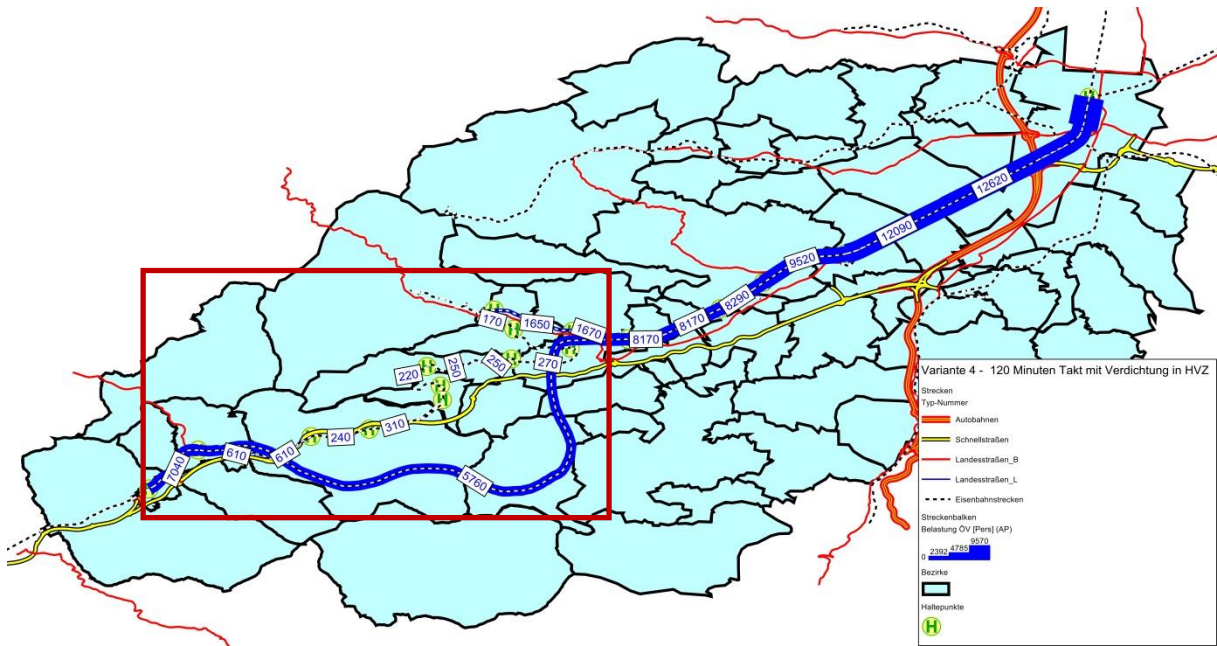 12620
12090
9520
8290
8170
8170
1670
1650
170
270
250
250
220
310
240
610
610
7040
5760
H
Variante 4 - 120 Minuten Takt mit Verdichtung in HVZ
Strecken
Typ-Nummer
Autobahnen
Schnellstraßen
Landesstraßen_B
Landesstraßen_L
Eisenbahnstrecken
Streckenbalken
Belastung ÖV [Pers] (AP)
0 2392 4785 9570
Bezirke
Haltepunkte
H